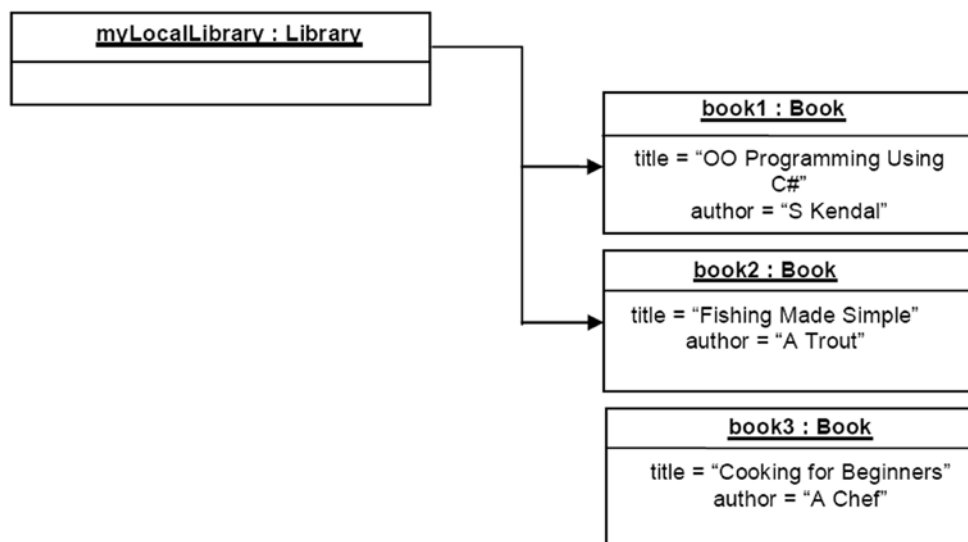 myLocalLibrary : Library
book1 : Book
title = “OO Programming Using
C#”
author = “S Kendal”
book2 : Book
title = “Fishing Made Simple”
author = “A Trout”
book3 : Book
title = “Cooking for Beginners”
author = “A Chef”